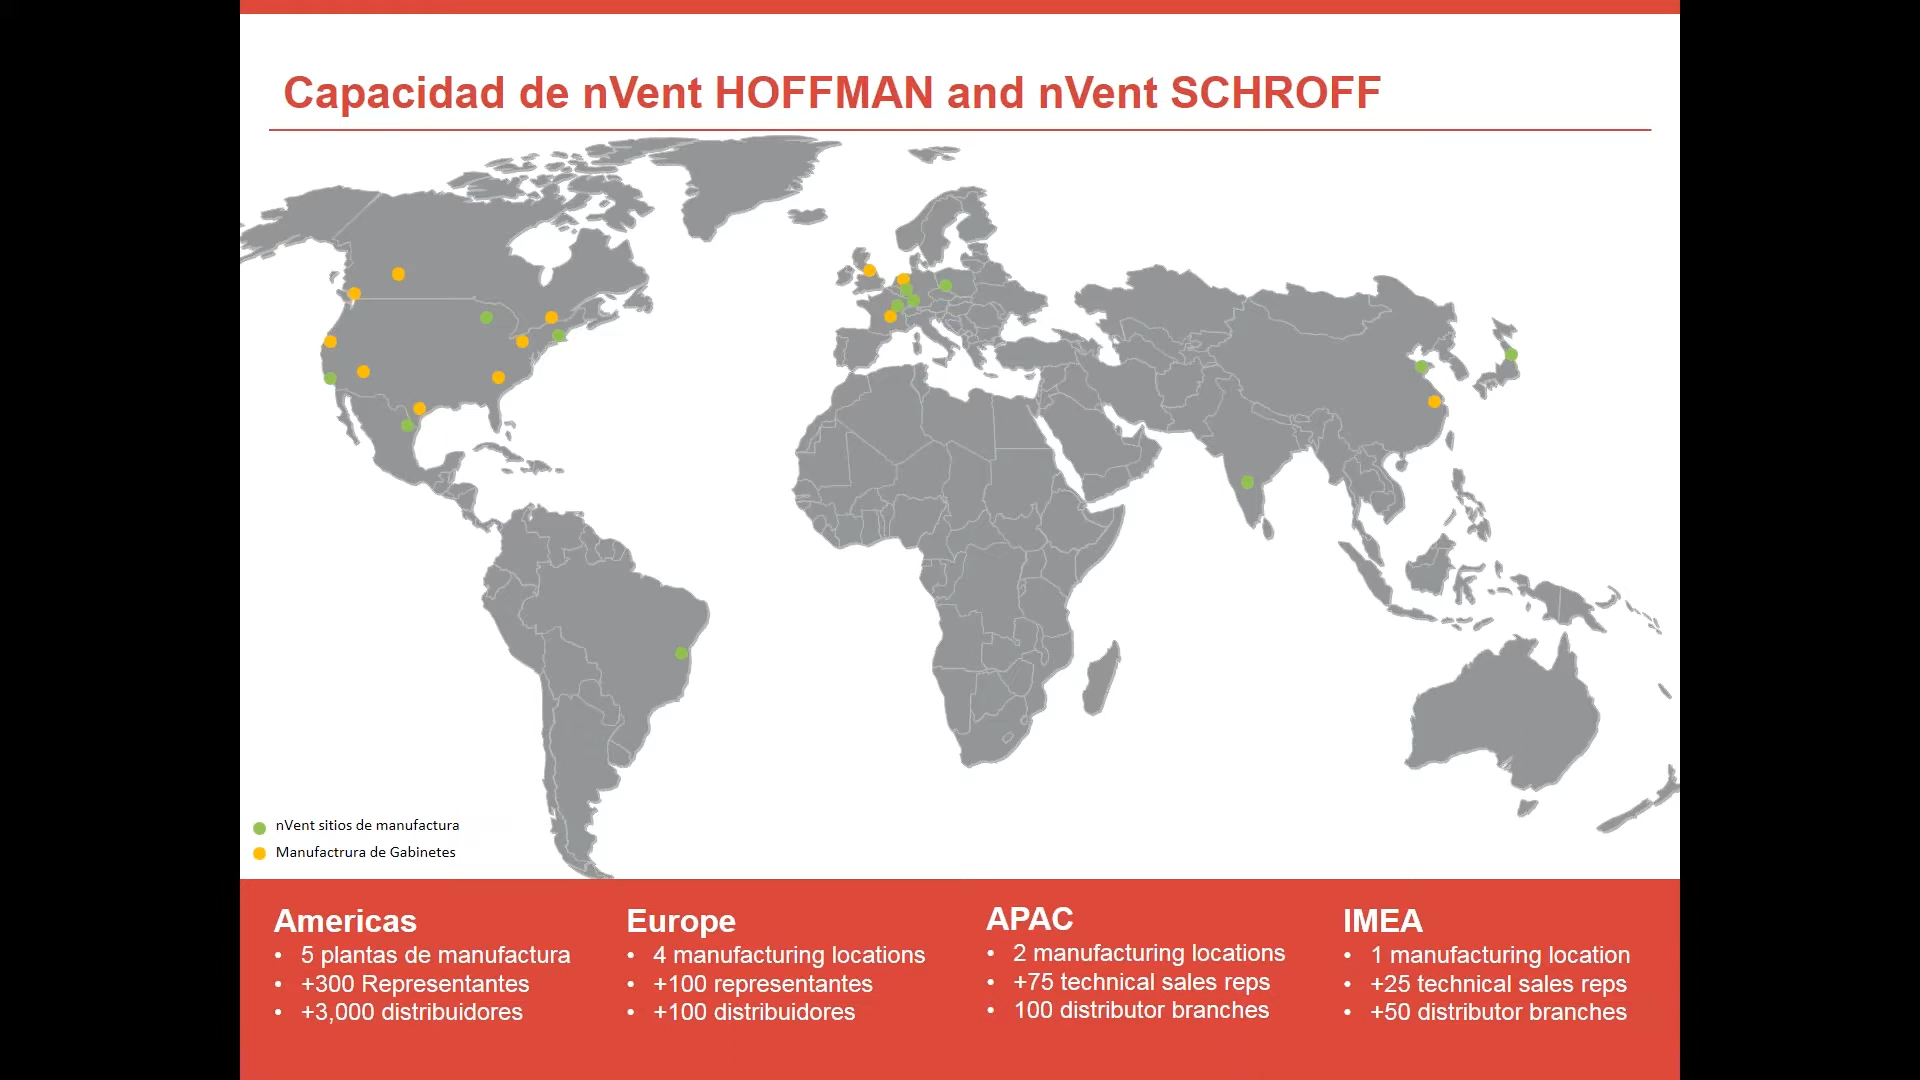 Capacidad de nVent HOFFMAN and nVent SCHROFF
nVent sitios de manufactura
Manufactrura de Gabinetes
Americas
• 5 plantas de manufactura
• +300 Representantes
• +3,000 distribuidores
Europe
• 4 manufacturing locations
• +100 representantes
• +100 distribuidores
APAC
• 2 manufacturing locations
• +75 technical sales reps
• 100 distributor branches
IMEA
• 1 manufacturing location
• +25 technical sales reps
• +50 distributor branches